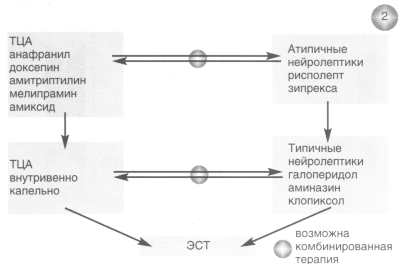 2
ТЦА
анафранил
доксепин
амитриптилин
мелипрамин
амиксид
Атипичные
нейролептики
рисполепт
зипрекса
ТЦА
внутривенно
капельно
Типичные
нейролептики
галоперидол
аминазин
клопиксол
ЭСТ
возможна
комбинированная
терапия